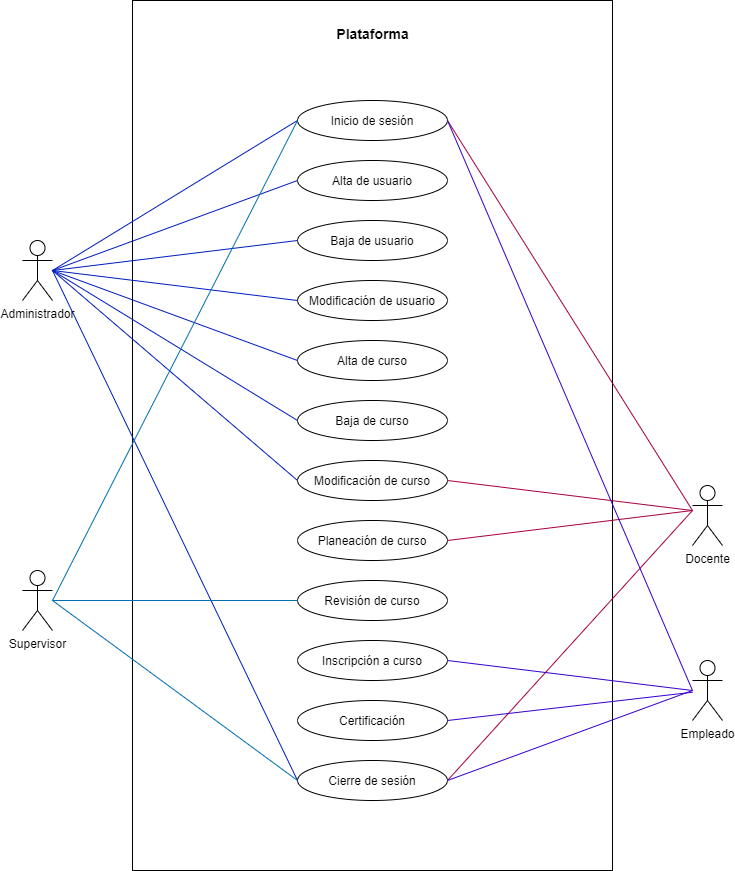 Plataforma
Inicio de sesión
Alta de usuario
Baja de usuario
Modificación de usuario
Administrador
Alta de curso
Baja de curso
Modificación de curso
Planeación de curso
Docente
Revisión de curso
Supervisor
Inscripción a curso
Certificación
Empleado
Cierre de sesión